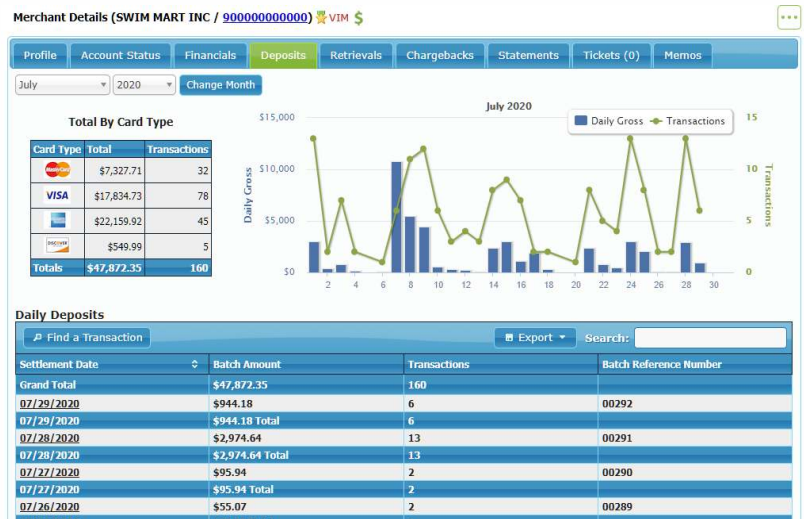 Merchant Details (SWIM MART INC / 900000000000) VIM $
Profile Account Status Financials Deposits Retrievals Chargebacks Statements Tickets (0) Memos
July 2020 Change Month
Total By Card Type
Card Type Total Transactions
MasterCard $7,327.71 32
VISA $17,834.73 78
$22,159.92 45
DISCOVER $549.99 5
Totals $47,872.35 160
July 2020
Daily Gross Transactions
$15,000 15
$10,000 10
$5,000 5
$0 0
Daily Gross
Transactions
2 4 6 8 10 12 14 16 18 20 22 24 26 28 30
Daily Deposits
Find a Transaction Export Search:
Settlement Date Batch Amount Transactions Batch Reference Number
Grand Total $47,872.35 160
07/29/2020 $944.18 6 00292
07/29/2020 $944.18 Total 6
07/28/2020 $2,974.64 13 00291
07/28/2020 $2,974.64 Total 13
07/27/2020 $95.94 2 00290
07/27/2020 $95.94 Total 2
07/26/2020 $55.07 2 00289